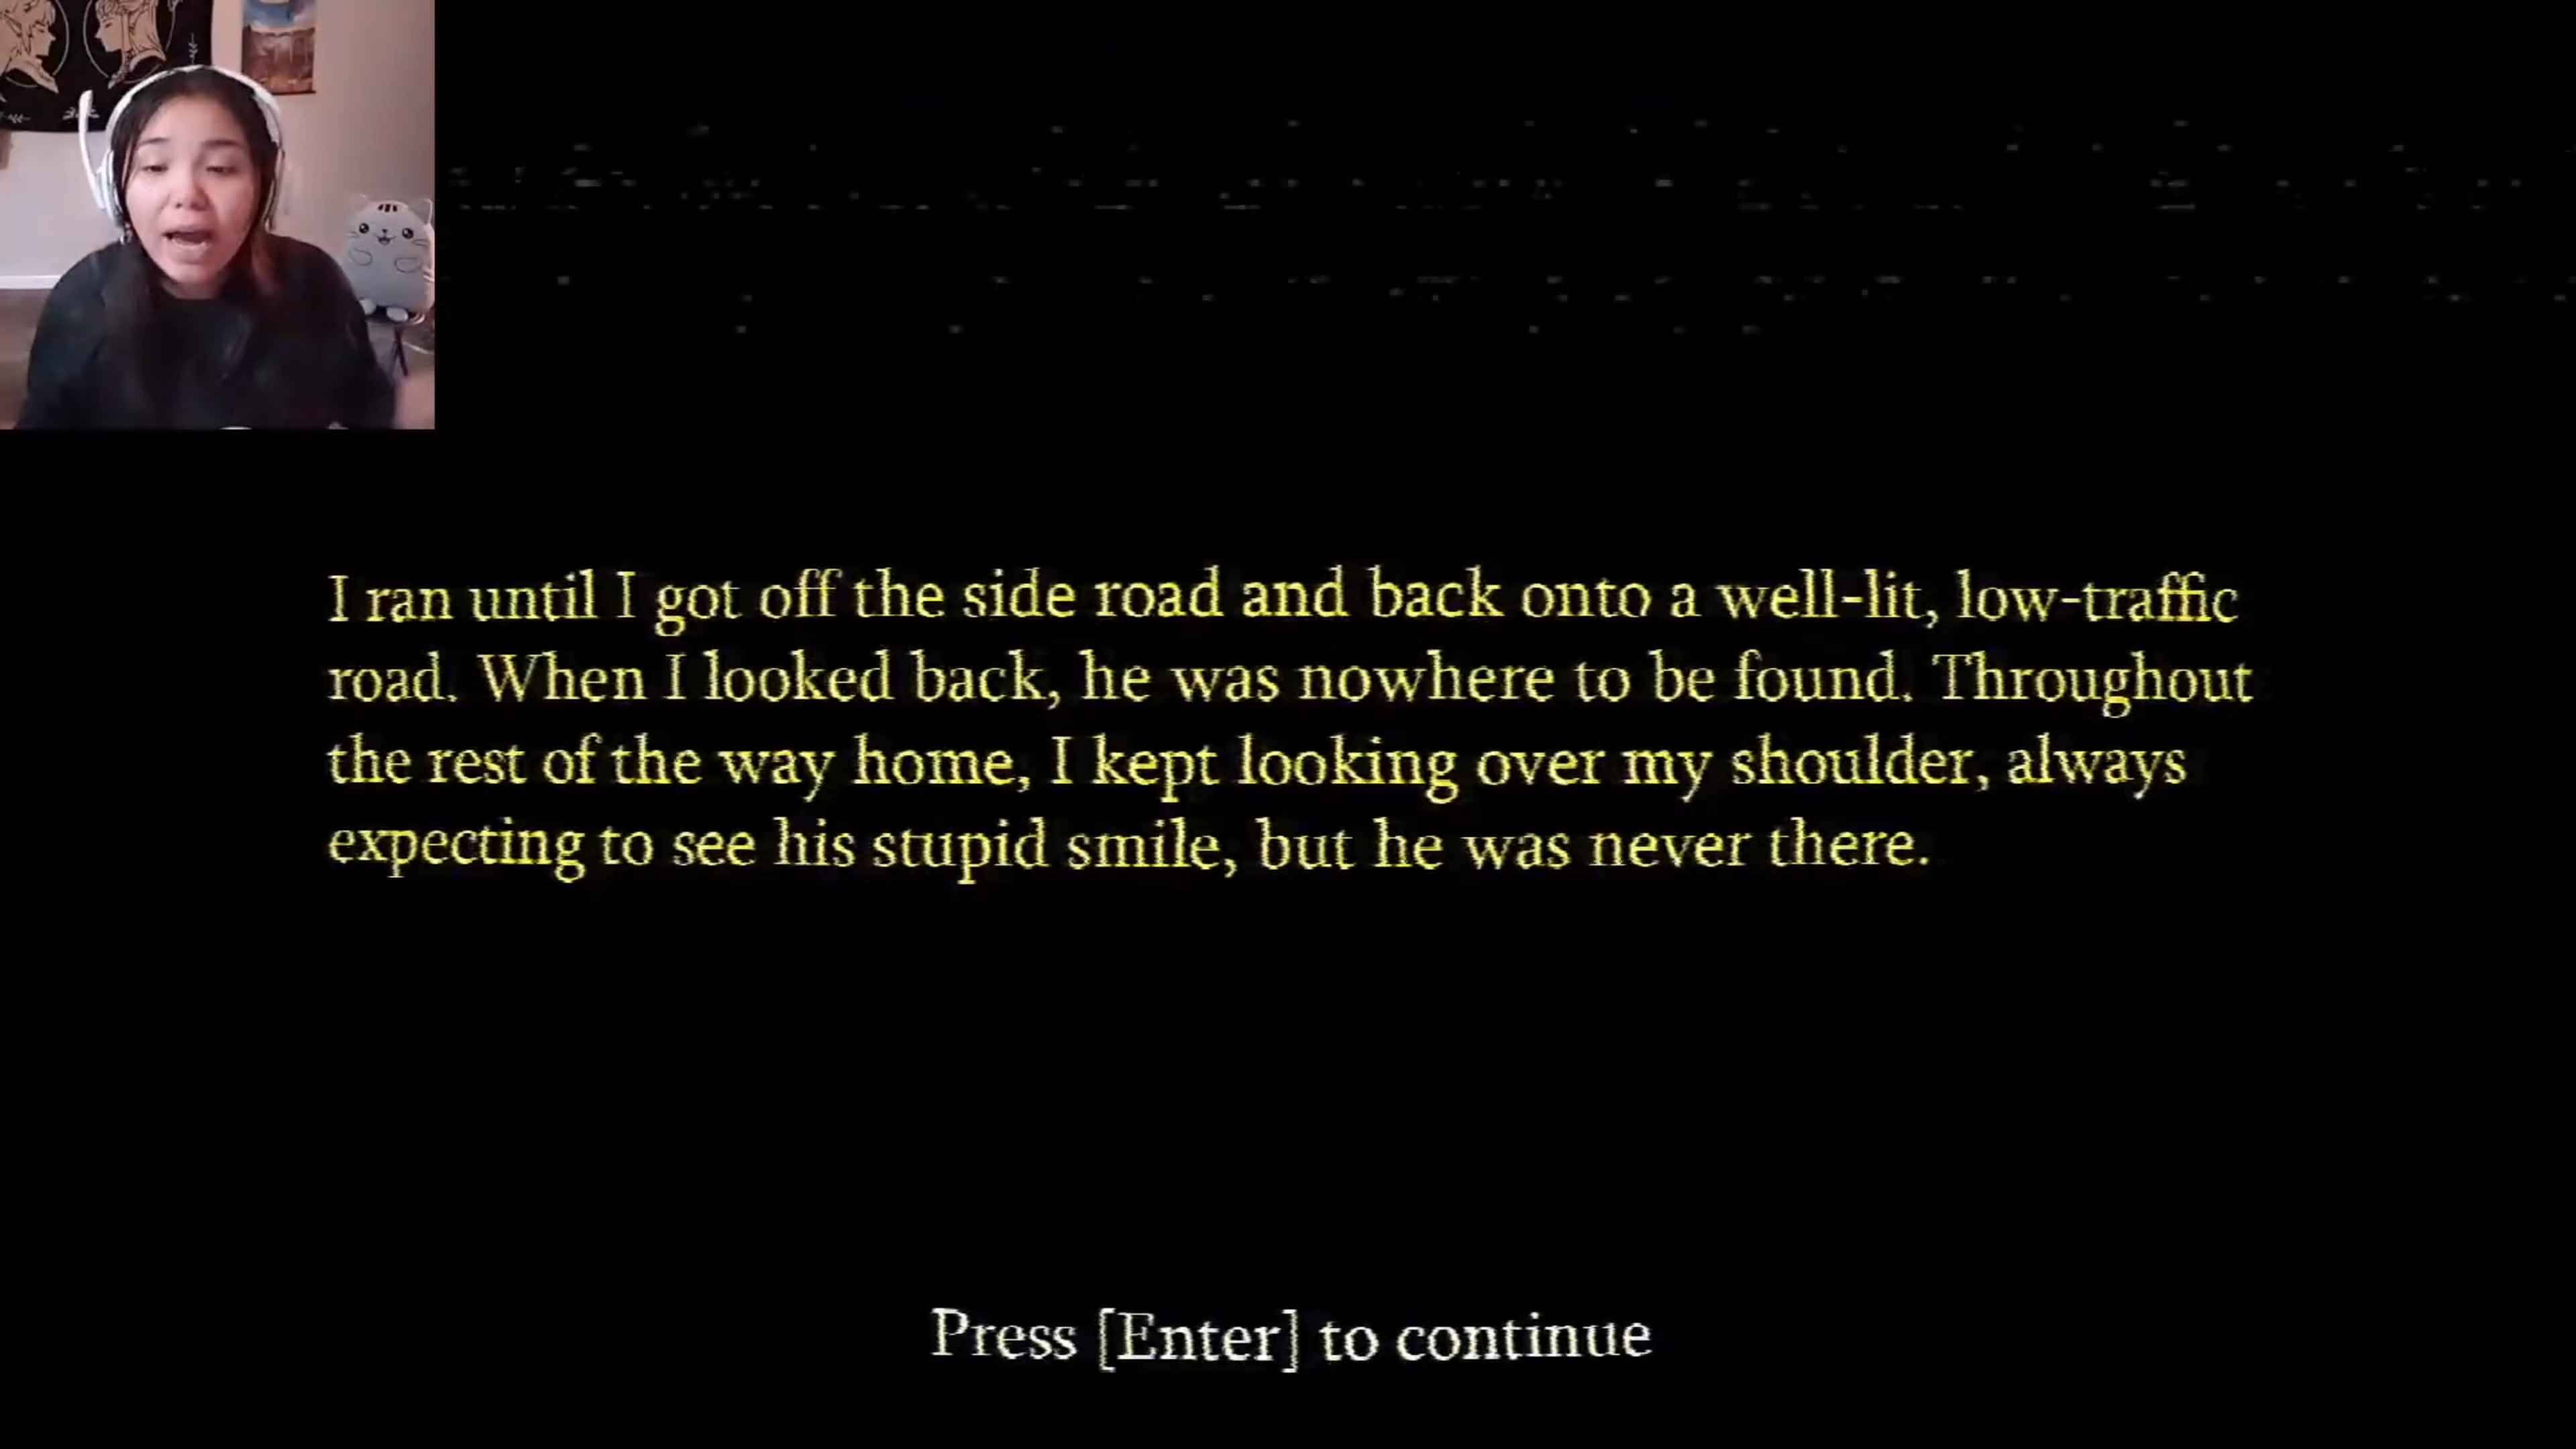 I ran until I got off the side road and back onto a well-lit, low-traffic
road. When I looked back, he was nowhere to be found. Throughout
the rest of the way home, I kept looking over my shoulder, always
expecting to see his stupid smile, but he was never there.
Press [Enter] to continue